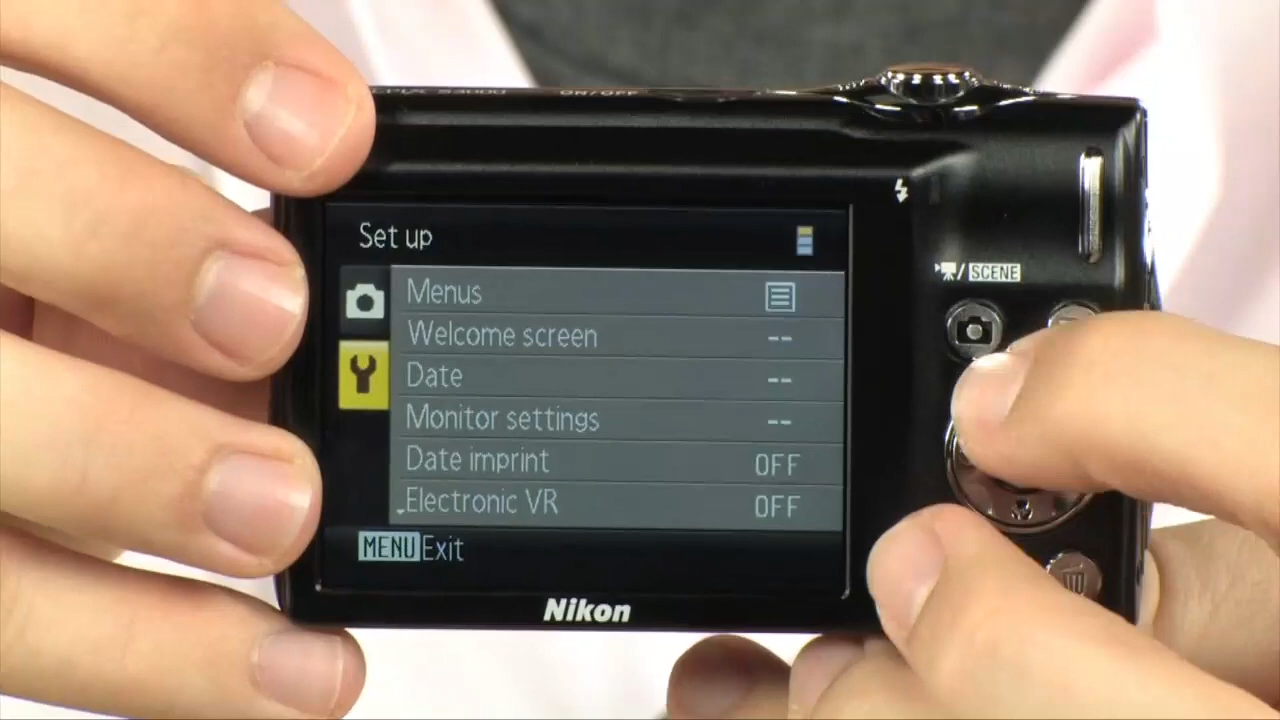 S3000 ON/OFF
Set up
SCENE
Menus
Welcome screen --
Date --
Monitor settings --
Date imprint OFF
Electronic VR OFF
MENU Exit
Nikon